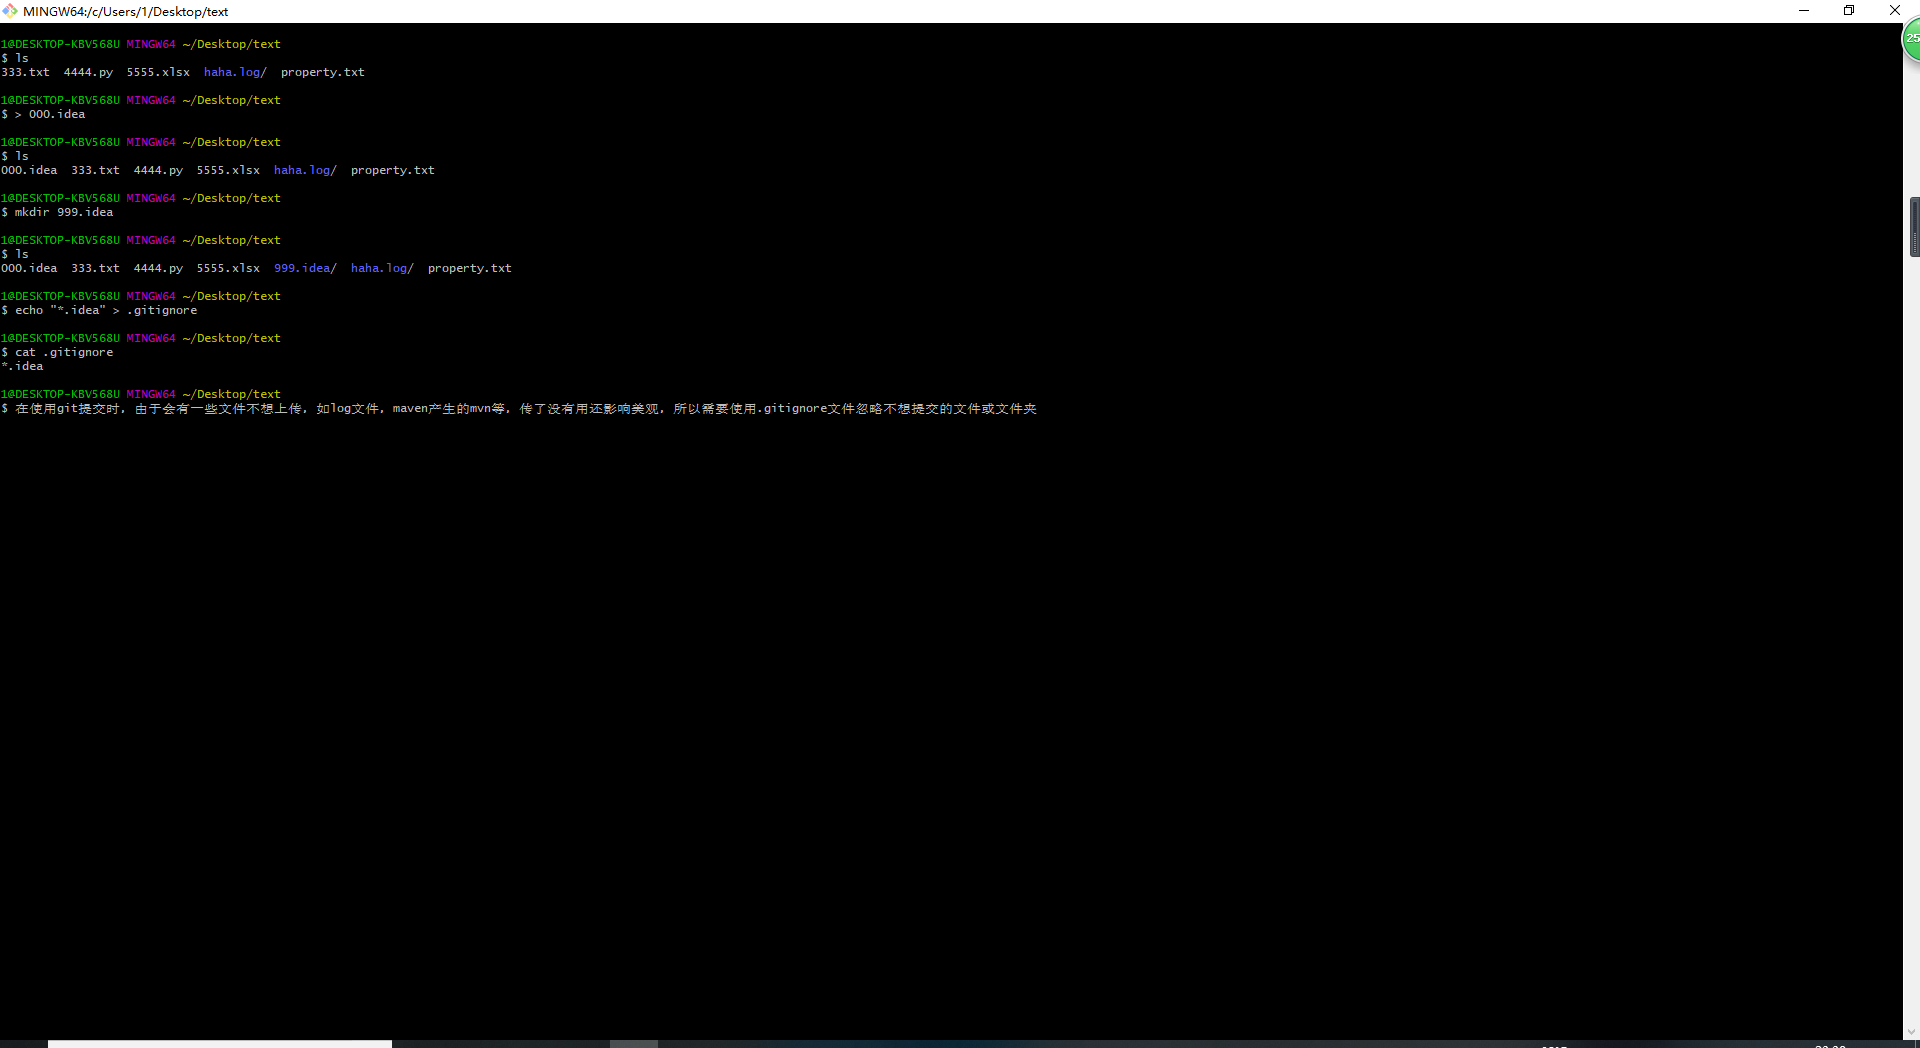 MINGW64:/c/Users/1/Desktop/text
25
1@DESKTOP-KBV568U MINGW64 ~/Desktop/text
$ ls
333.txt  4444.py  5555.xlsx  haha.log/  property.txt
1@DESKTOP-KBV568U MINGW64 ~/Desktop/text
$ > 000.idea
1@DESKTOP-KBV568U MINGW64 ~/Desktop/text
$ ls
000.idea  333.txt  4444.py  5555.xlsx  haha.log/  property.txt
1@DESKTOP-KBV568U MINGW64 ~/Desktop/text
$ mkdir 999.idea
1@DESKTOP-KBV568U MINGW64 ~/Desktop/text
$ ls
000.idea  333.txt  4444.py  5555.xlsx  999.idea/  haha.log/  property.txt
1@DESKTOP-KBV568U MINGW64 ~/Desktop/text
$ echo "*.idea" > .gitignore
1@DESKTOP-KBV568U MINGW64 ~/Desktop/text
$ cat .gitignore
*.idea
1@DESKTOP-KBV568U MINGW64 ~/Desktop/text
$ 在使用git提交时, 由于会有一些文件不想上传, 如log文件, maven产生的mvn等, 传了没有用还影响美观, 所以需要使用.gitignore文件忽略不想提交的文件或文件夹